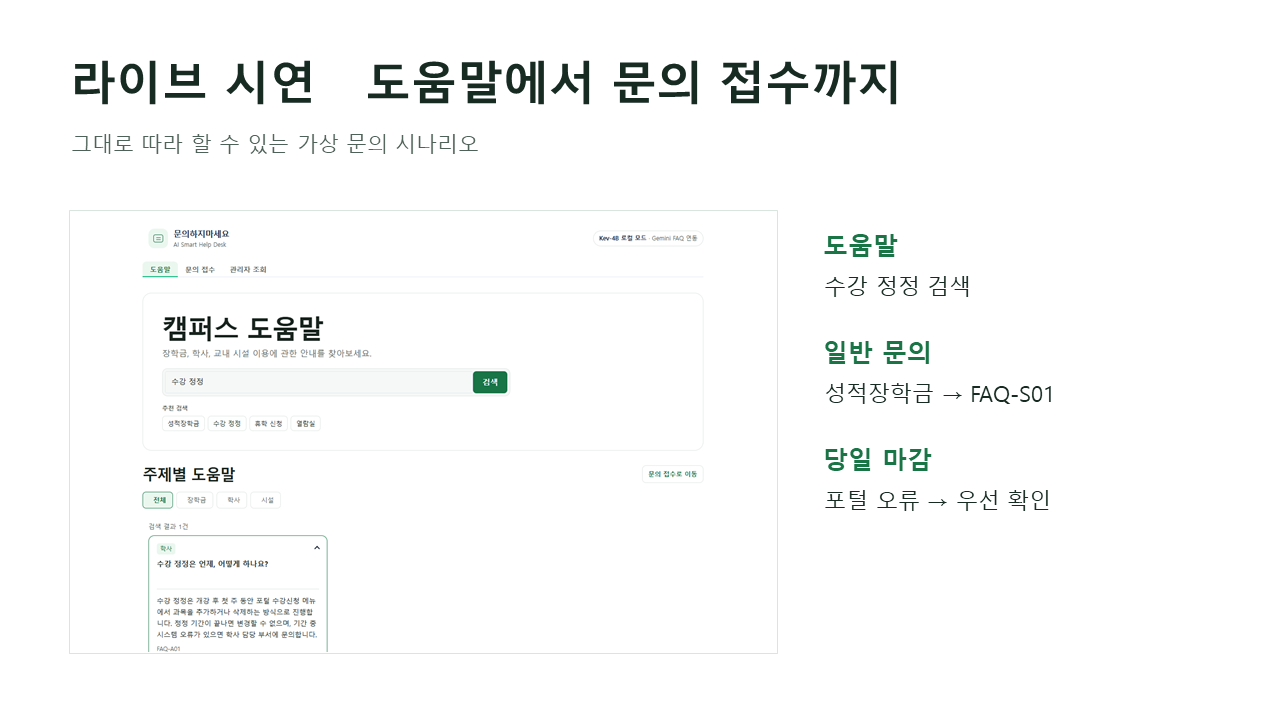 라이브 시연 도움말에서 문의 접수까지
그대로 따라 할 수 있는 가상 문의 시나리오
문의하지마세요
AI Smart Help Desk
Kev-4B 로컬 모드 · Gemini FAQ 연동
도움말 문의 접수 관리자 조회
캠퍼스 도움말
장학금, 학사, 교내 시설 이용에 관한 안내를 찾아보세요.
수강 정정 검색
추천 검색
성적장학금 수강 정정 휴학 신청 열람실
주제별 도움말 문의 접수로 이동
전체 장학금 학사 시설
검색 결과 1건
학사
수강 정정은 언제, 어떻게 하나요?
수강 정정은 개강 후 첫 주 동안 포털 수강신청 메뉴
에서 과목을 추가하거나 삭제하는 방식으로 진행합
니다. 정정 기간이 끝나면 변경할 수 없으며, 기간 중
시스템 오류가 있으면 학사 담당 부서에 문의합니다.
FAQ-A01
도움말
수강 정정 검색
일반 문의
성적장학금 → FAQ-S01
당일 마감
포털 오류 → 우선 확인